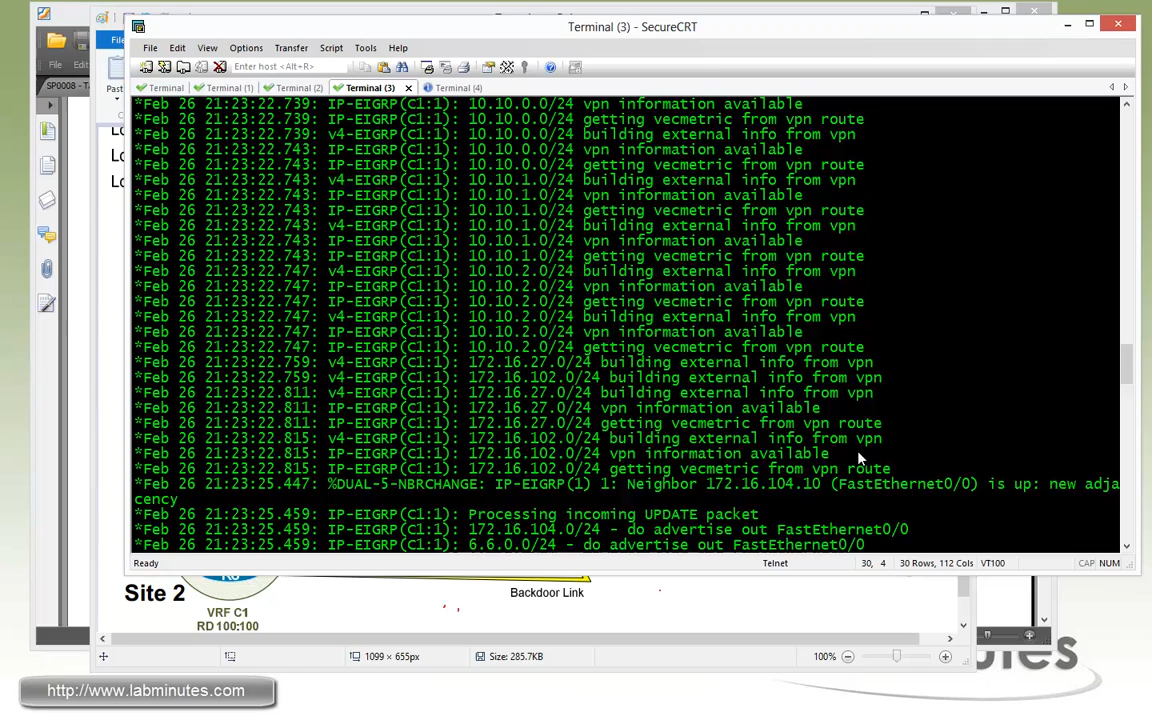 Terminal (3) - SecureCRT
File Edit View Options Transfer Script Tools Help
Enter host <Alt+R>
Terminal Terminal (1) Terminal (2) Terminal (3) Terminal (4)
*Feb 26 21:23:22.739: IP-EIGRP(C1:1): 10.10.0.0/24 vpn information available
*Feb 26 21:23:22.739: IP-EIGRP(C1:1): 10.10.0.0/24 getting vecmetric from vpn route
*Feb 26 21:23:22.739: v4-EIGRP(C1:1): 10.10.0.0/24 building external info from vpn
*Feb 26 21:23:22.743: IP-EIGRP(C1:1): 10.10.0.0/24 vpn information available
*Feb 26 21:23:22.743: IP-EIGRP(C1:1): 10.10.0.0/24 getting vecmetric from vpn route
*Feb 26 21:23:22.743: v4-EIGRP(C1:1): 10.10.1.0/24 building external info from vpn
*Feb 26 21:23:22.743: IP-EIGRP(C1:1): 10.10.1.0/24 vpn information available
*Feb 26 21:23:22.743: IP-EIGRP(C1:1): 10.10.1.0/24 getting vecmetric from vpn route
*Feb 26 21:23:22.743: v4-EIGRP(C1:1): 10.10.1.0/24 building external info from vpn
*Feb 26 21:23:22.743: IP-EIGRP(C1:1): 10.10.1.0/24 vpn information available
*Feb 26 21:23:22.743: IP-EIGRP(C1:1): 10.10.1.0/24 getting vecmetric from vpn route
*Feb 26 21:23:22.747: v4-EIGRP(C1:1): 10.10.2.0/24 building external info from vpn
*Feb 26 21:23:22.747: IP-EIGRP(C1:1): 10.10.2.0/24 vpn information available
*Feb 26 21:23:22.747: IP-EIGRP(C1:1): 10.10.2.0/24 getting vecmetric from vpn route
*Feb 26 21:23:22.747: v4-EIGRP(C1:1): 10.10.2.0/24 building external info from vpn
*Feb 26 21:23:22.747: IP-EIGRP(C1:1): 10.10.2.0/24 vpn information available
*Feb 26 21:23:22.747: IP-EIGRP(C1:1): 10.10.2.0/24 getting vecmetric from vpn route
*Feb 26 21:23:22.759: v4-EIGRP(C1:1): 172.16.27.0/24 building external info from vpn
*Feb 26 21:23:22.759: v4-EIGRP(C1:1): 172.16.102.0/24 building external info from vpn
*Feb 26 21:23:22.811: v4-EIGRP(C1:1): 172.16.27.0/24 building external info from vpn
*Feb 26 21:23:22.811: IP-EIGRP(C1:1): 172.16.27.0/24 vpn information available
*Feb 26 21:23:22.811: IP-EIGRP(C1:1): 172.16.27.0/24 getting vecmetric from vpn route
*Feb 26 21:23:22.815: v4-EIGRP(C1:1): 172.16.102.0/24 building external info from vpn
*Feb 26 21:23:22.815: IP-EIGRP(C1:1): 172.16.102.0/24 vpn information available
*Feb 26 21:23:22.815: IP-EIGRP(C1:1): 172.16.102.0/24 getting vecmetric from vpn route
*Feb 26 21:23:25.447: %DUAL-5-NBRCHANGE: IP-EIGRP(1) 1: Neighbor 172.16.104.10 (FastEthernet0/0) is up: new adja
cency
*Feb 26 21:23:25.459: IP-EIGRP(C1:1): Processing incoming UPDATE packet
*Feb 26 21:23:25.459: IP-EIGRP(C1:1): 172.16.104.0/24 - do advertise out FastEthernet0/0
*Feb 26 21:23:25.459: IP-EIGRP(C1:1): 6.6.0.0/24 - do advertise out FastEthernet0/0
Ready Telnet 30, 4 30 Rows, 112 Cols VT100 CAP NUM
File
SP0008
Past
Lo
Lo
Lo
Site 2
VRF C1
RD 100:100
Backdoor Link
1099 × 655px Size: 285.7KB 100%
http://www.labminutes.com